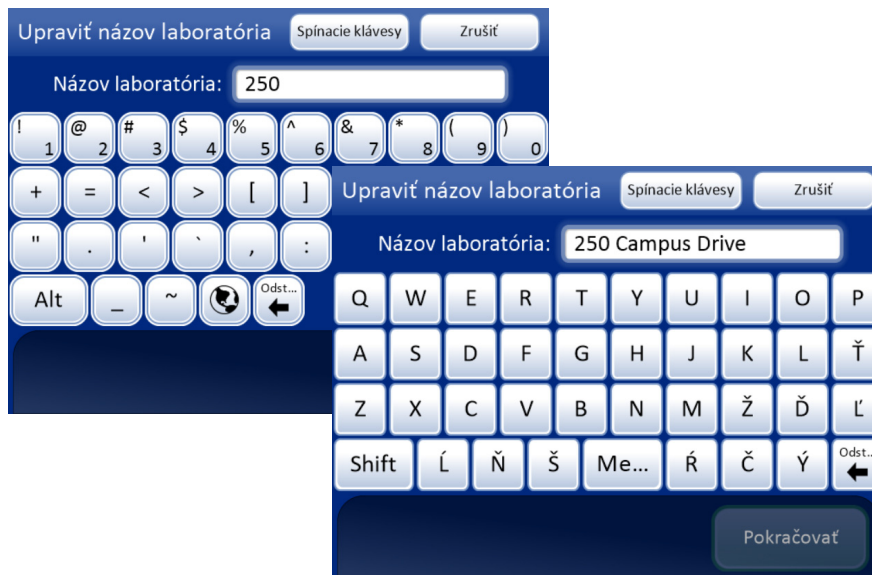 Upraviť názov laboratória Spínacie klávesy Zrušiť
Názov laboratória: 250
! 1 @ 2 # 3 $ 4 % 5 ^ 6 & 7 * 8 ( 9 ) 0
+ = < > [ ]
" . ' ` , :
Alt _ ~ Odst...
Upraviť názov laboratória Spínacie klávesy Zrušiť
Názov laboratória: 250 Campus Drive
Q W E R T Y U I O P
A S D F G H J K L Ť
Z X C V B N M Ž Ď Ľ
Shift Ĺ Ň Š Me... Ŕ Č Ý Odst..
Pokračovať